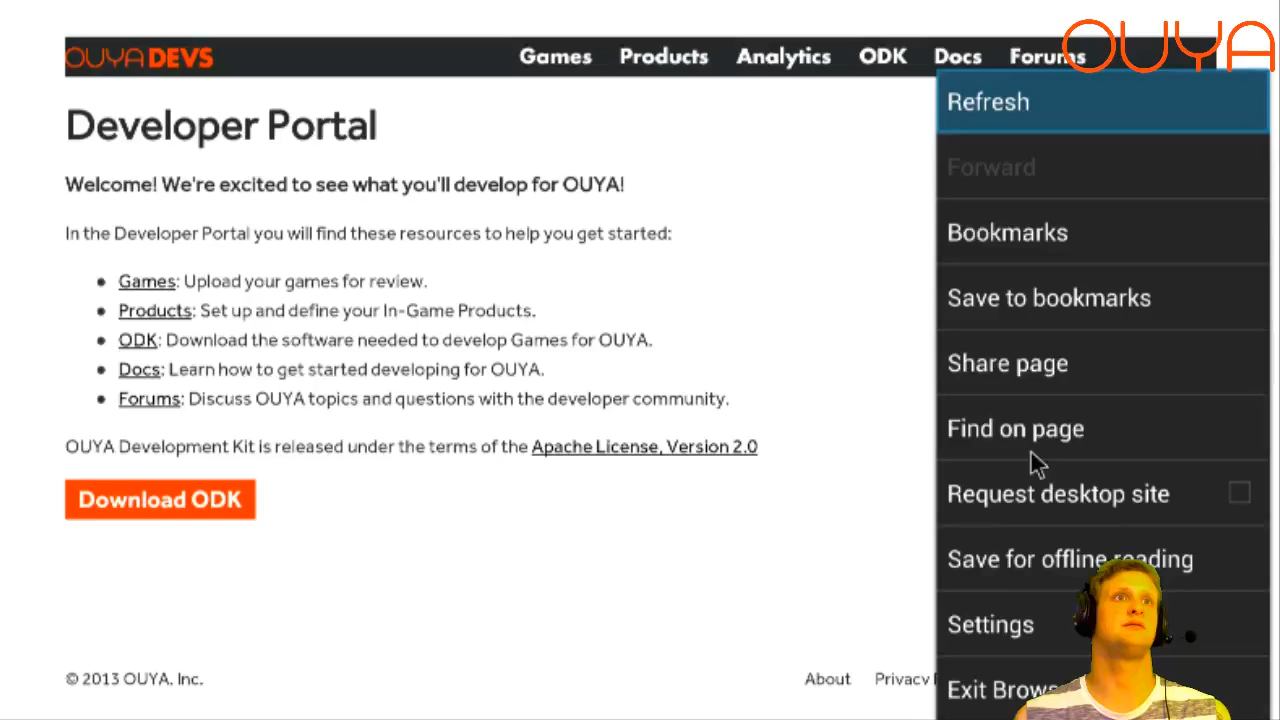 OUYA
OUYA DEVS
Games Products Analytics ODK Docs Forums
Developer Portal
Welcome! We're excited to see what you'll develop for OUYA!
In the Developer Portal you will find these resources to help you get started:
Games: Upload your games for review.
Products: Set up and define your In-Game Products.
ODK: Download the software needed to develop Games for OUYA.
Docs: Learn how to get started developing for OUYA.
Forums: Discuss OUYA topics and questions with the developer community.
OUYA Development Kit is released under the terms of the Apache License, Version 2.0
Download ODK
© 2013 OUYA, Inc.
About Privacy
Refresh
Forward
Bookmarks
Save to bookmarks
Share page
Find on page
Request desktop site
Save for offline reading
Settings
Exit